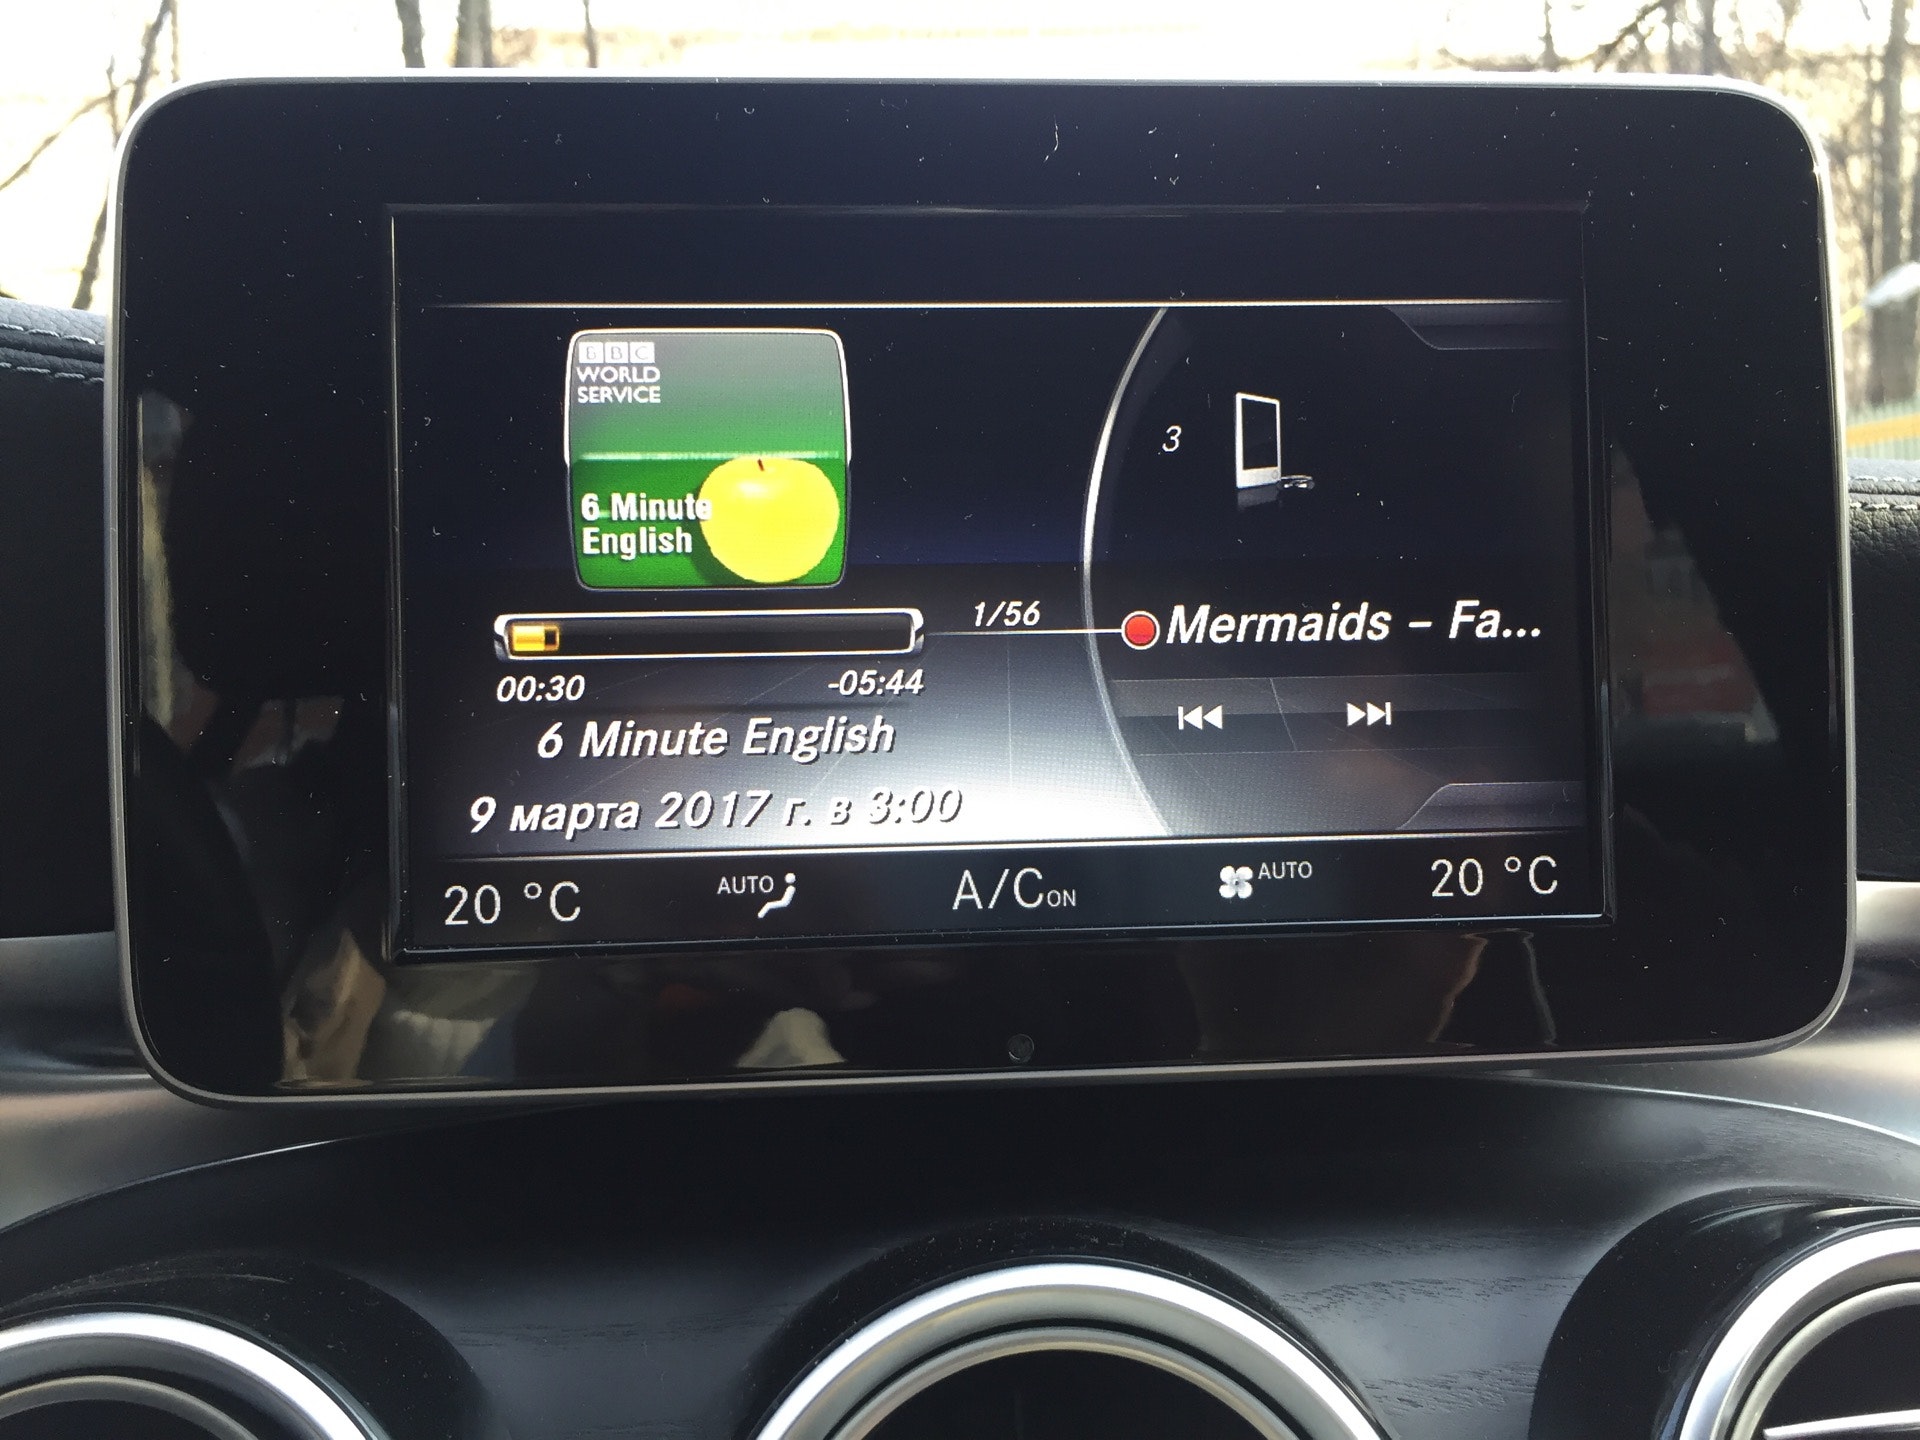 BBC
WORLD
SERVICE
6 Minute
English
3
1/56
Mermaids - Fa...
00:30
-05:44
6 Minute English
9 марта 2017 г. в 3:00
20 °C
AUTO
A/C ON
AUTO
20 °C